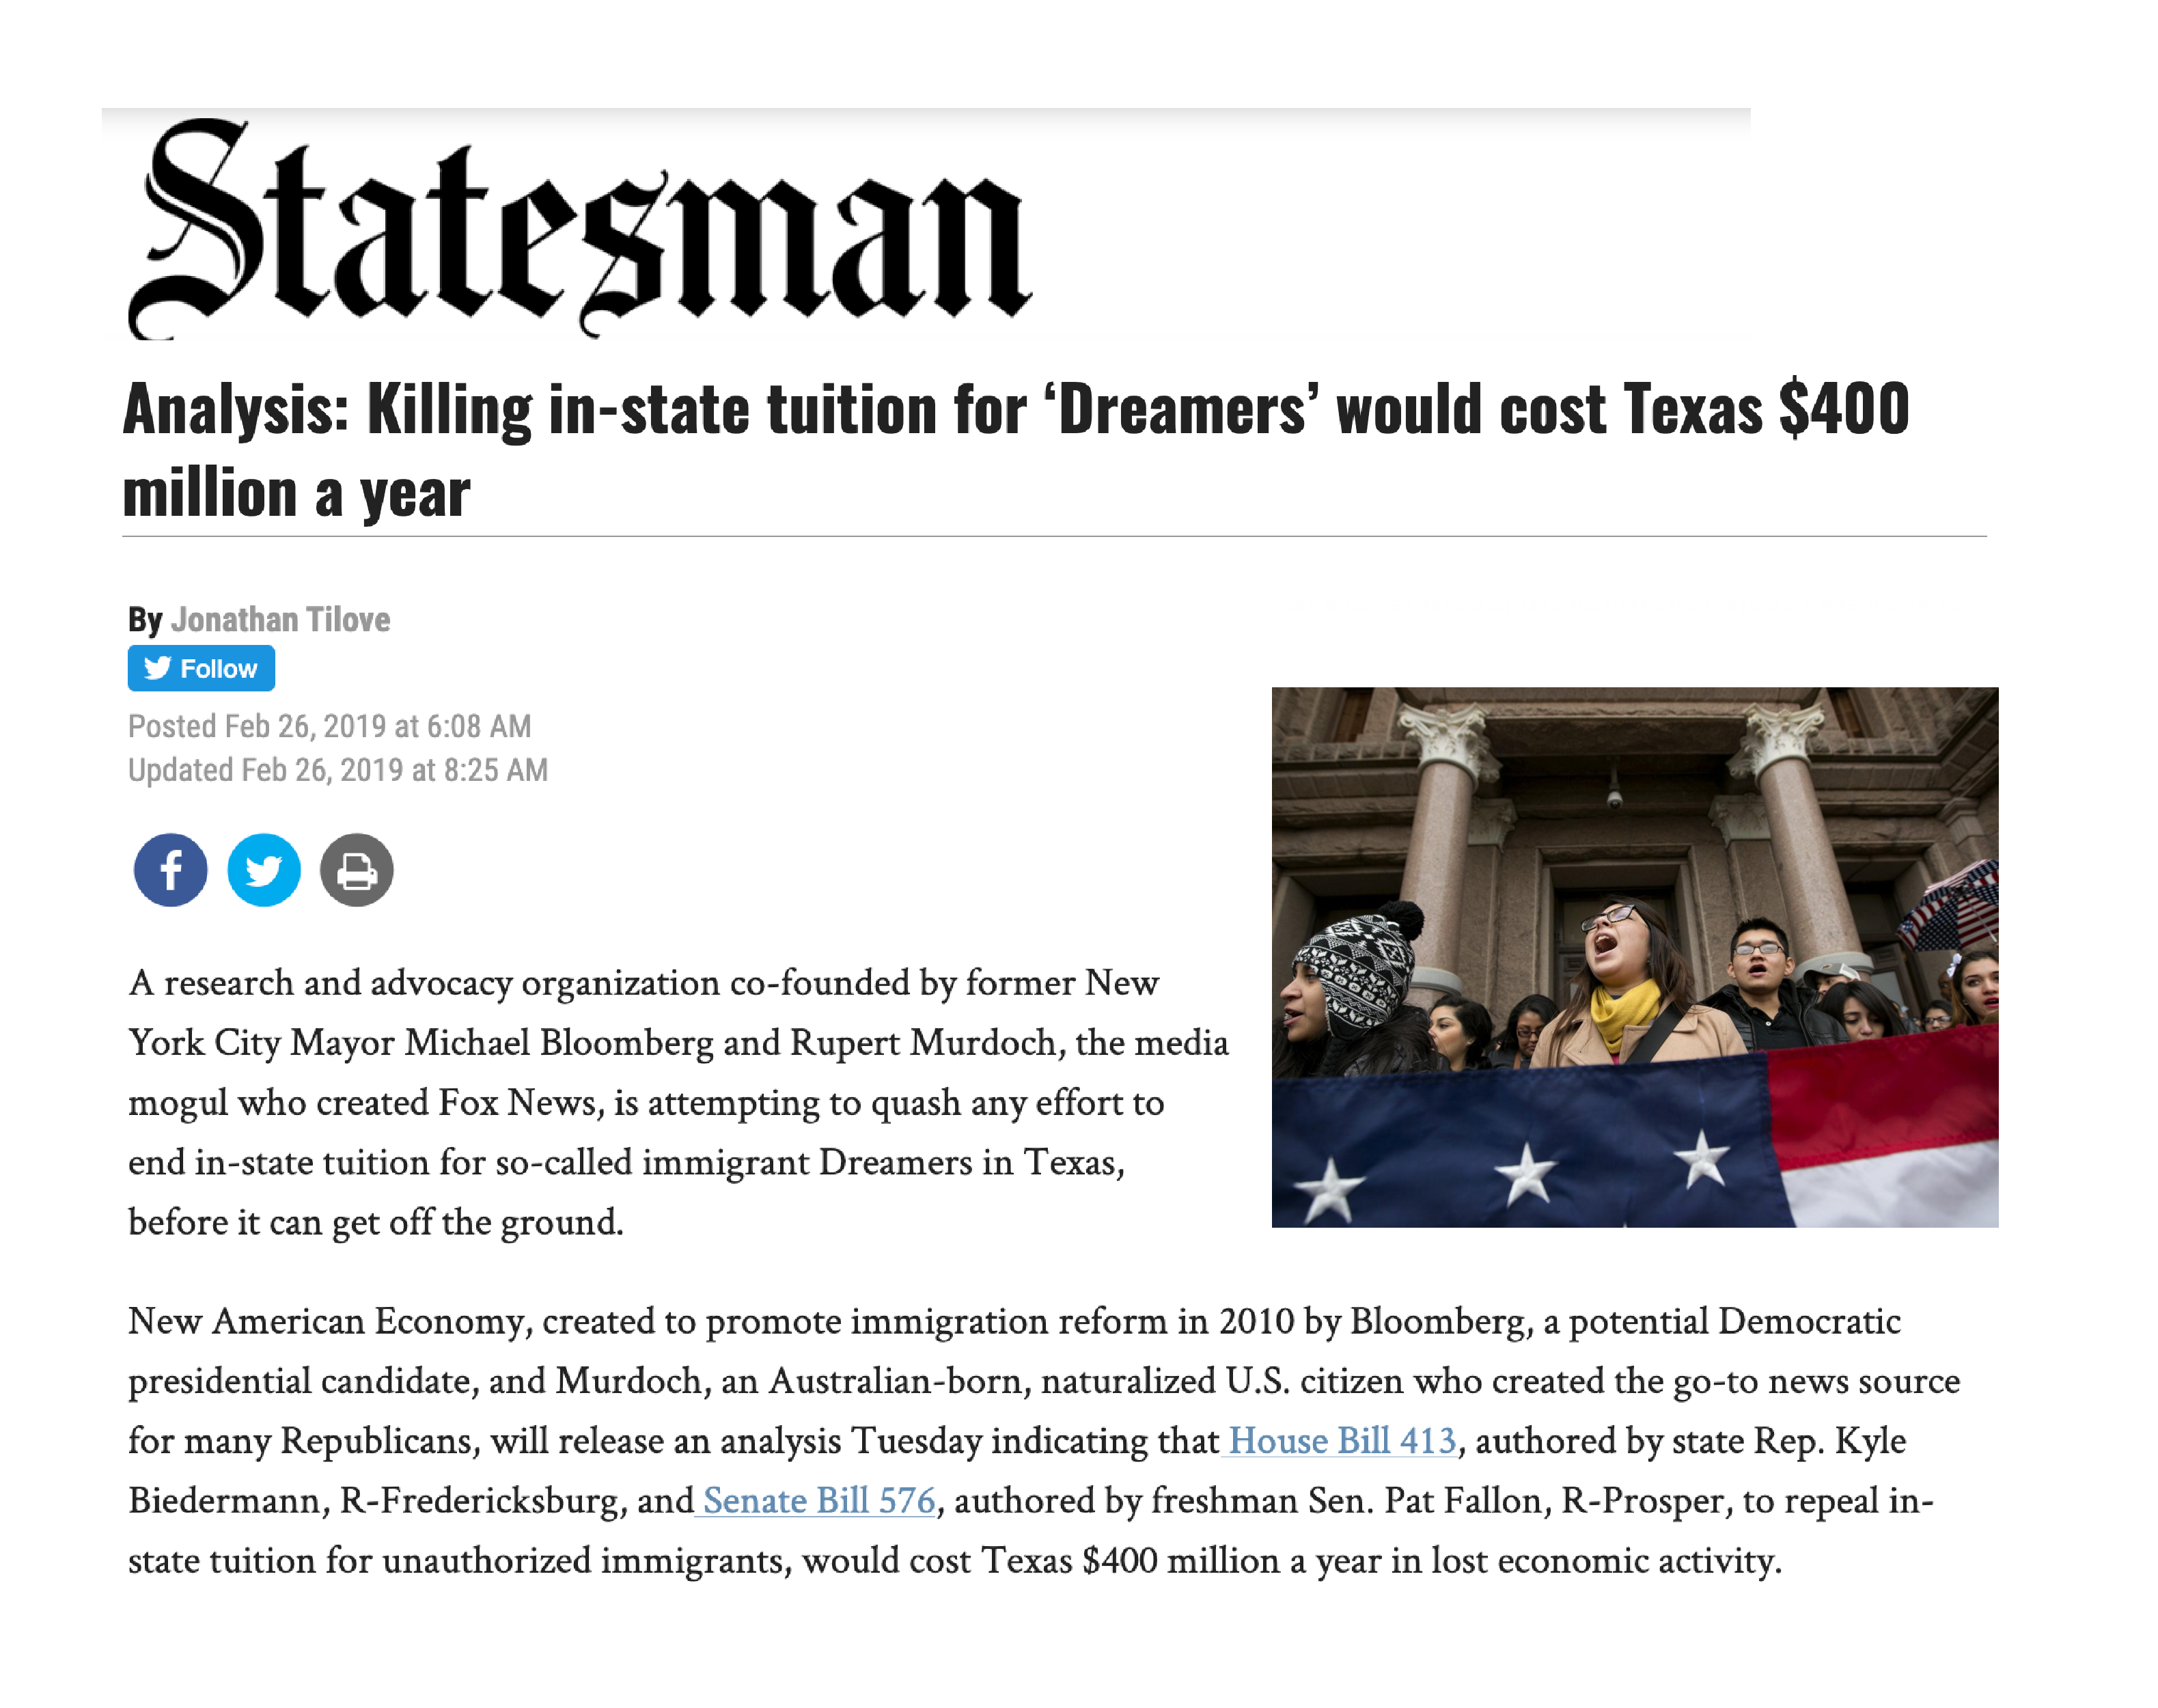 Statesman
Analysis: Killing in-state tuition for ‘Dreamers’ would cost Texas $400
million a year
By Jonathan Tilove
Follow
Posted Feb 26, 2019 at 6:08 AM
Updated Feb 26, 2019 at 8:25 AM
A research and advocacy organization co-founded by former New
York City Mayor Michael Bloomberg and Rupert Murdoch, the media
mogul who created Fox News, is attempting to quash any effort to
end in-state tuition for so-called immigrant Dreamers in Texas,
before it can get off the ground.
New American Economy, created to promote immigration reform in 2010 by Bloomberg, a potential Democratic
presidential candidate, and Murdoch, an Australian-born, naturalized U.S. citizen who created the go-to news source
for many Republicans, will release an analysis Tuesday indicating that House Bill 413, authored by state Rep. Kyle
Biedermann, R-Fredericksburg, and Senate Bill 576, authored by freshman Sen. Pat Fallon, R-Prosper, to repeal in-
state tuition for unauthorized immigrants, would cost Texas $400 million a year in lost economic activity.